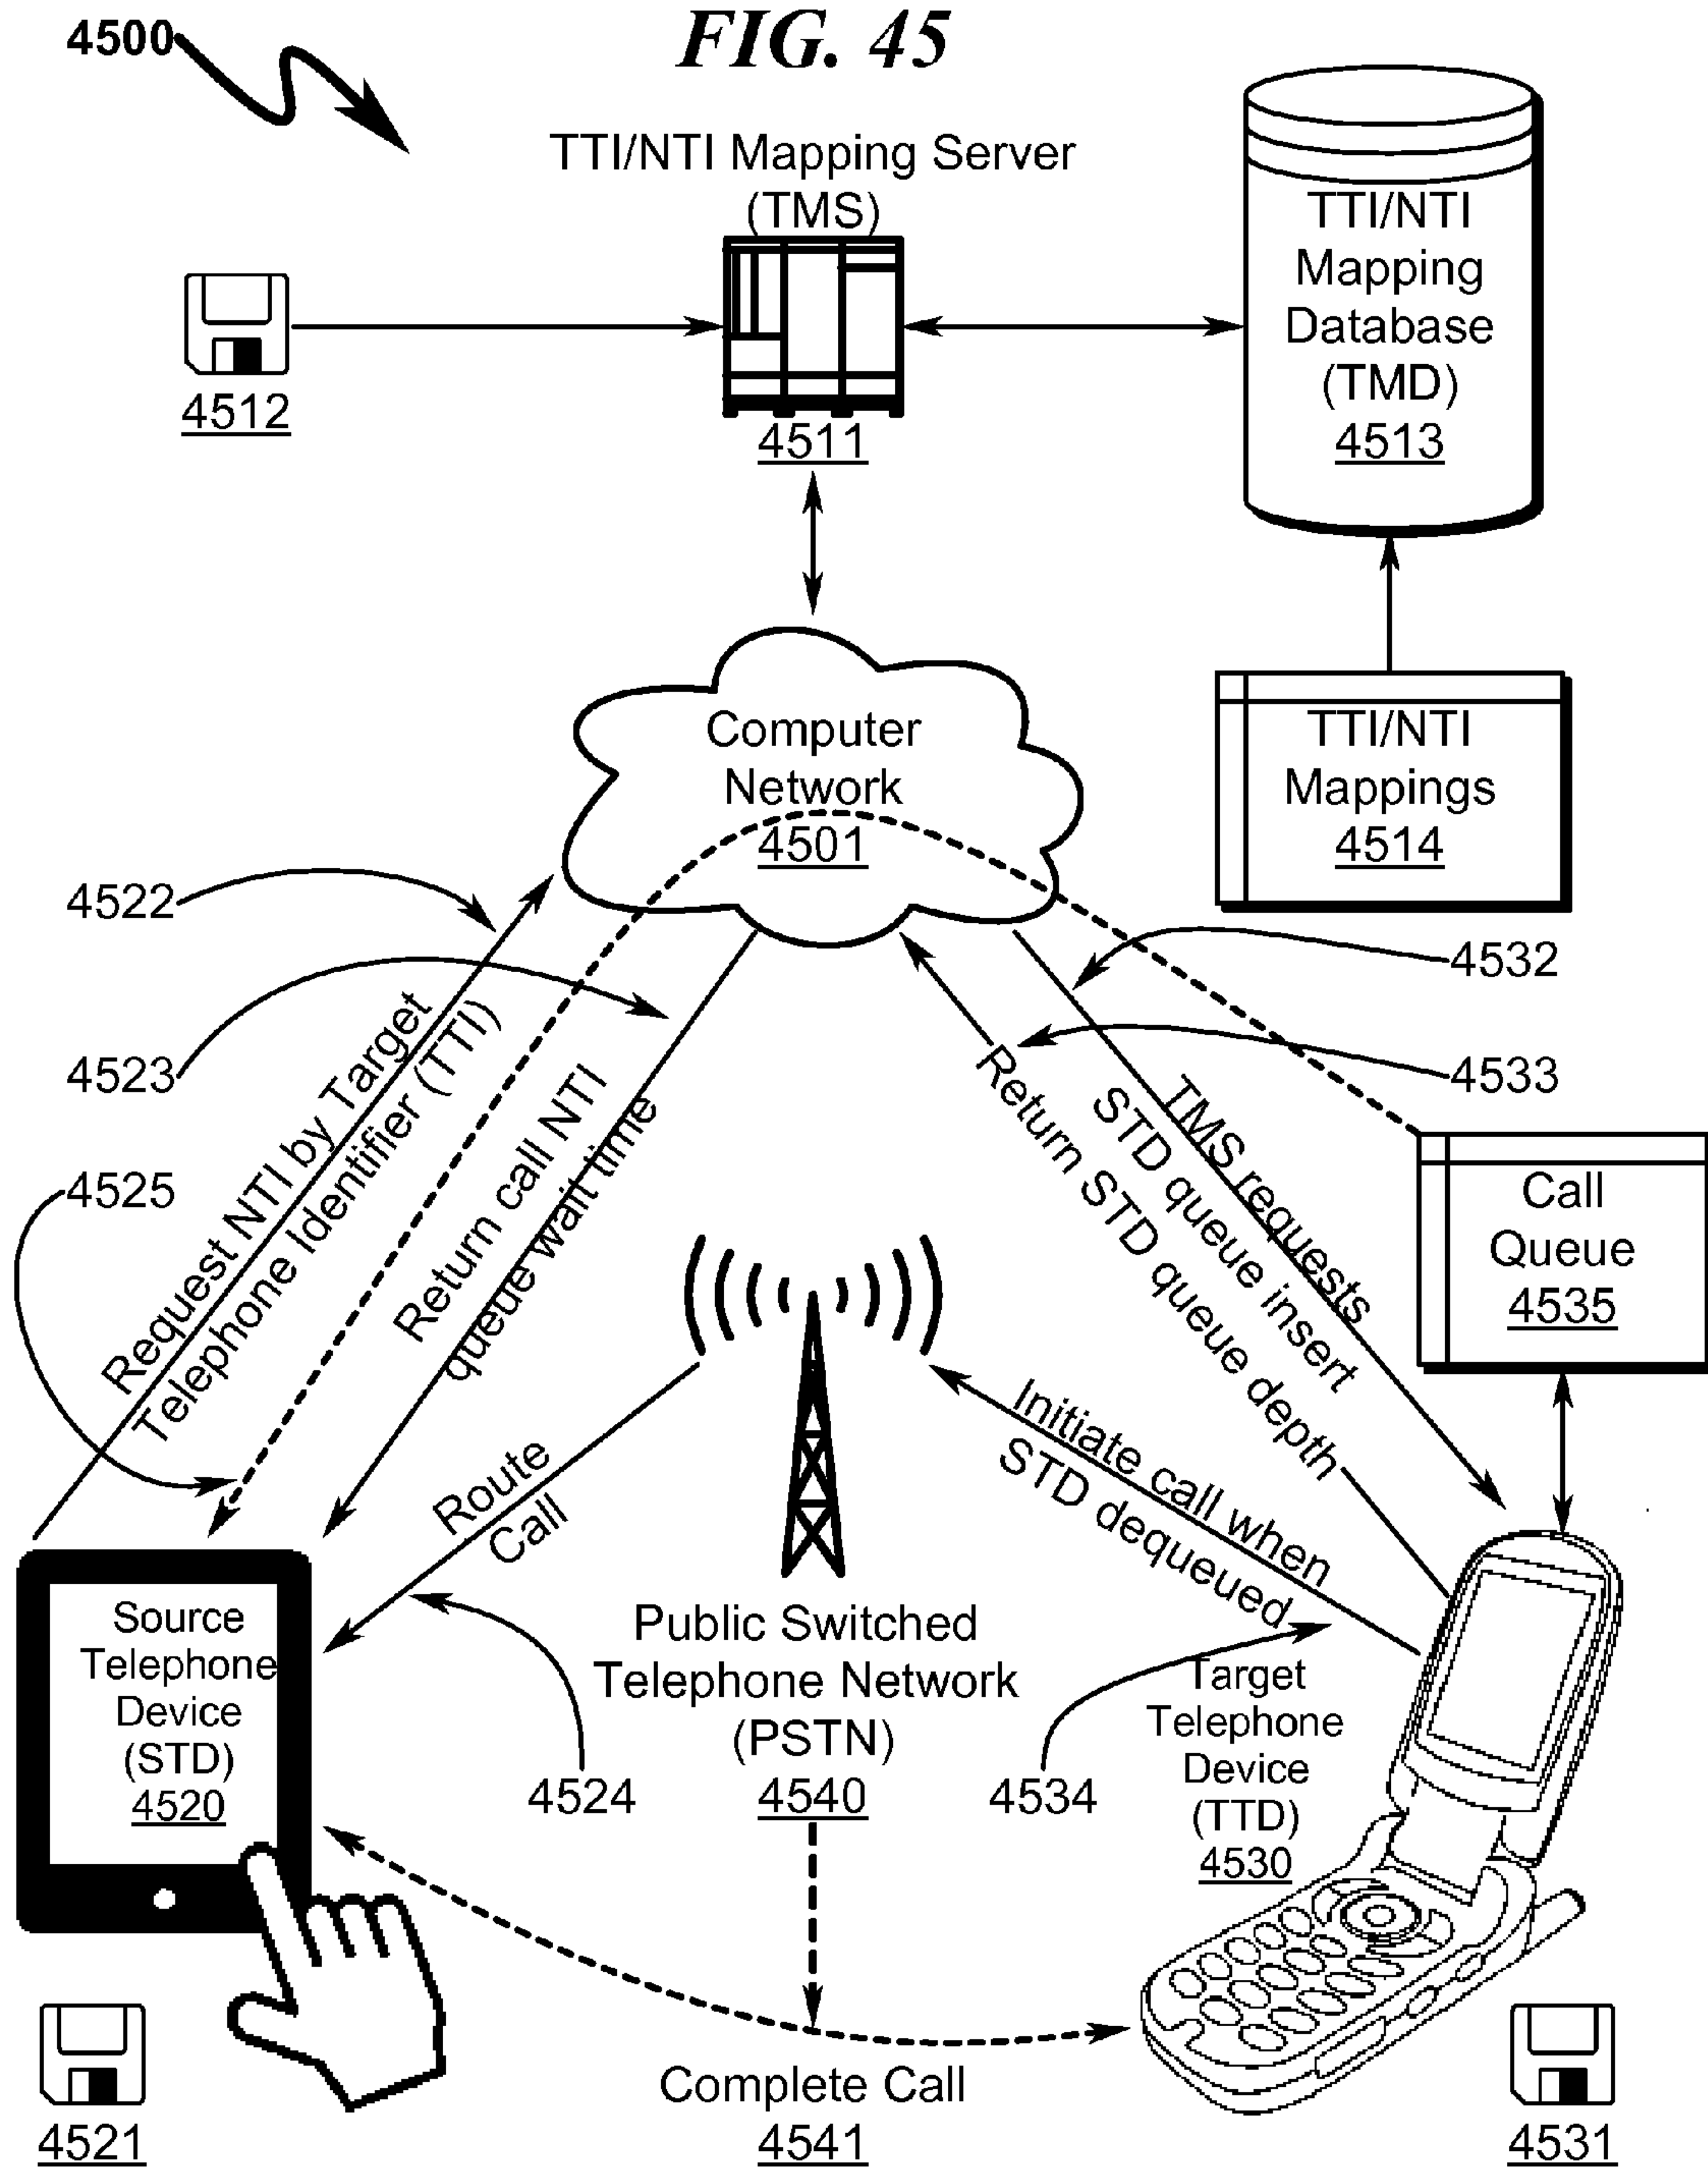 4500
FIG. 45
TTI/NTI Mapping Server
(TMS)
4511
4512
TTI/NTI
Mapping
Database
(TMD)
4513
TTI/NTI
Mappings
4514
Computer
Network
4501
4522
4523
4525
4532
4533
Request NTI by Target
Telephone Identifier (TTI)
Return call NTI
queue wait time
TMS requests
STD queue insert
Return STD queue depth
Call
Queue
4535
Route
Call
Initiate call when
STD dequeued
Source
Telephone
Device
(STD)
4520
Public Switched
Telephone Network
(PSTN)
4540
4524
4534
Target
Telephone
Device
(TTD)
4530
Complete Call
4541
4521
4531